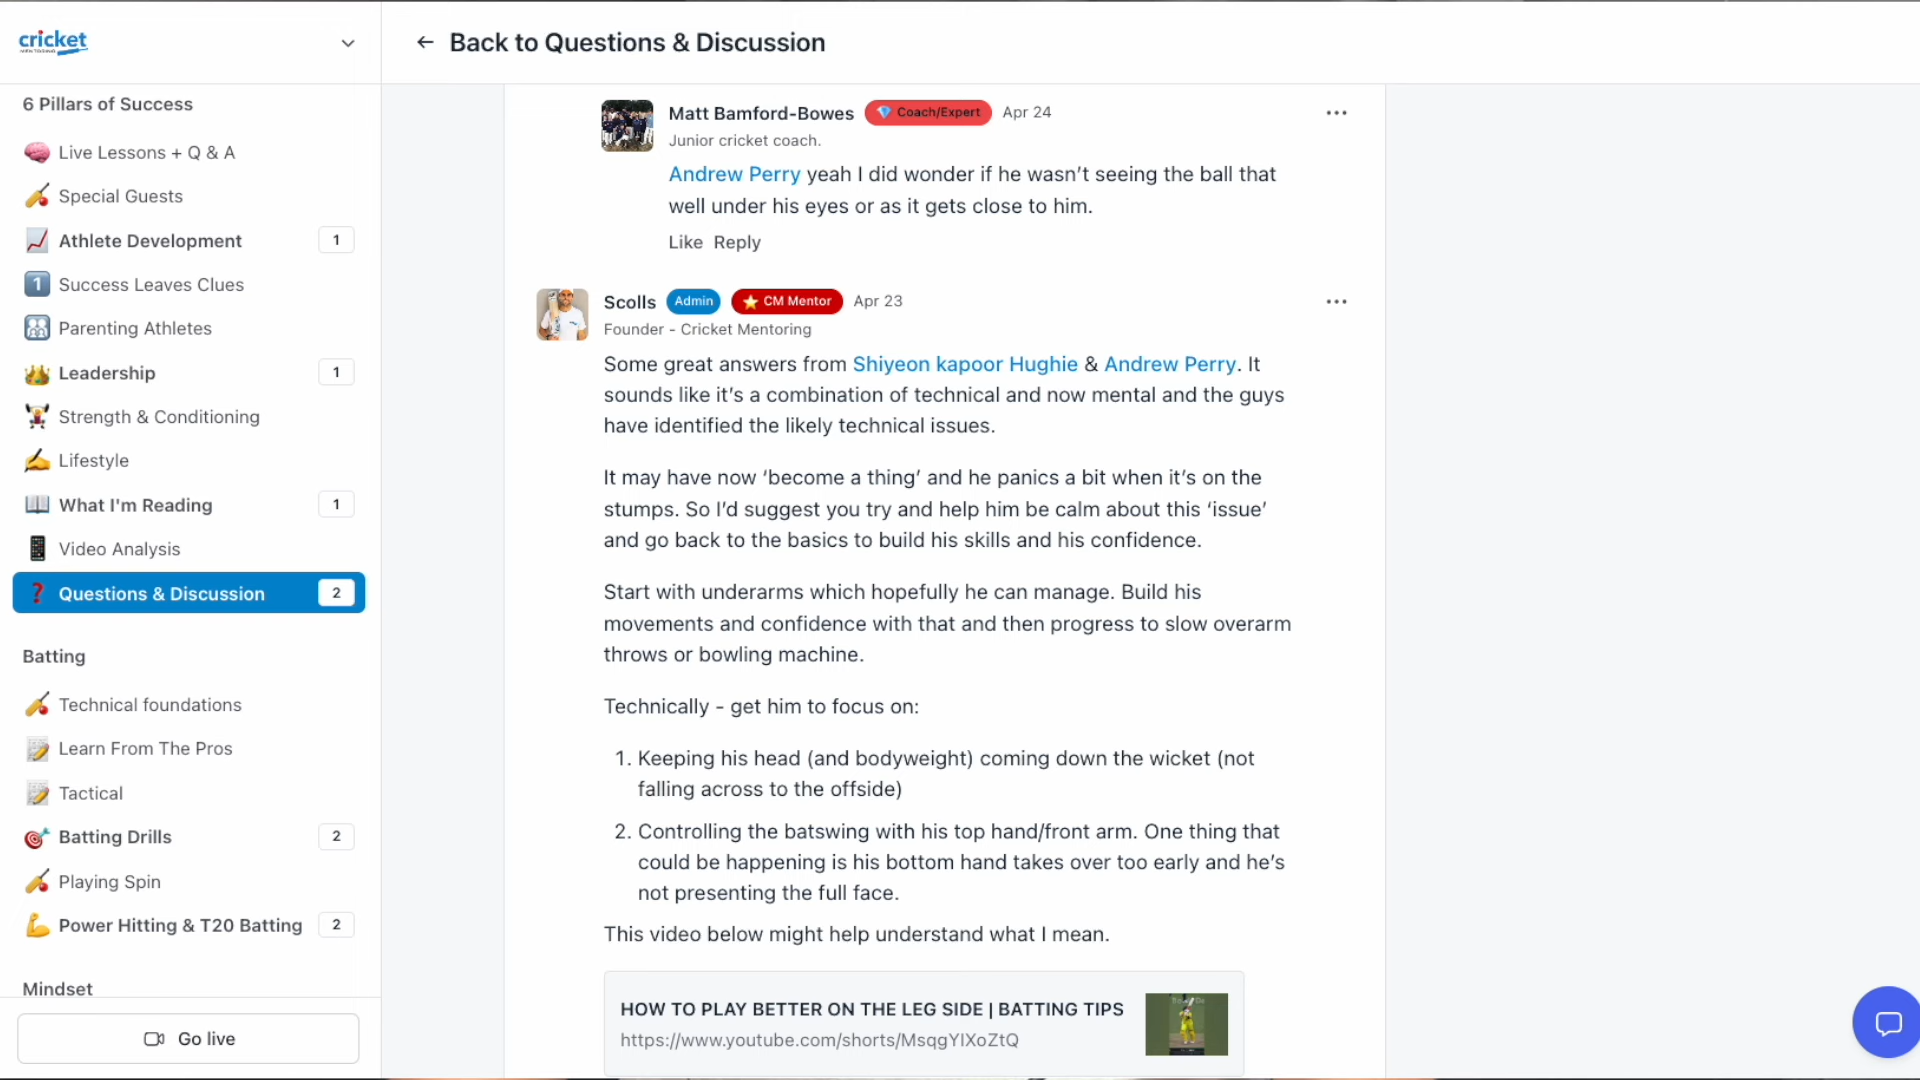 cricket
Back to Questions & Discussion
6 Pillars of Success
Live Lessons + Q & A
Special Guests
Athlete Development 1
1 Success Leaves Clues
Parenting Athletes
Leadership 1
Strength & Conditioning
Lifestyle
What I'm Reading 1
Video Analysis
Questions & Discussion 2
Batting
Technical foundations
Learn From The Pros
Tactical
Batting Drills 2
Playing Spin
Power Hitting & T20 Batting 2
Mindset
Go live
Matt Bamford-Bowes Coach/Expert Apr 24
Junior cricket coach.
Andrew Perry yeah I did wonder if he wasn’t seeing the ball that
well under his eyes or as it gets close to him.
Like Reply
Scolls Admin CM Mentor Apr 23
Founder - Cricket Mentoring
Some great answers from Shiyeon kapoor Hughie & Andrew Perry. It
sounds like it’s a combination of technical and now mental and the guys
have identified the likely technical issues.
It may have now ‘become a thing’ and he panics a bit when it’s on the
stumps. So I’d suggest you try and help him be calm about this ‘issue’
and go back to the basics to build his skills and his confidence.
Start with underarms which hopefully he can manage. Build his
movements and confidence with that and then progress to slow overarm
throws or bowling machine.
Technically - get him to focus on:
1. Keeping his head (and bodyweight) coming down the wicket (not
falling across to the offside)
2. Controlling the batswing with his top hand/front arm. One thing that
could be happening is his bottom hand takes over too early and he’s
not presenting the full face.
This video below might help understand what I mean.
HOW TO PLAY BETTER ON THE LEG SIDE | BATTING TIPS
https://www.youtube.com/shorts/MsqgYlXoZtQ